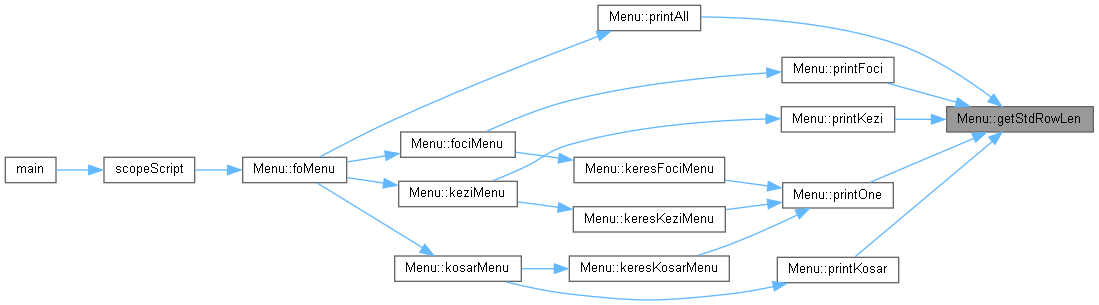 Menu::printAll
Menu::printFoci
Menu::getStdRowLen
Menu::printKezi
Menu::fociMenu
main
scopeScript
Menu::foMenu
Menu::keresFociMenu
Menu::keziMenu
Menu::printOne
Menu::keresKeziMenu
Menu::kosarMenu
Menu::keresKosarMenu
Menu::printKosar